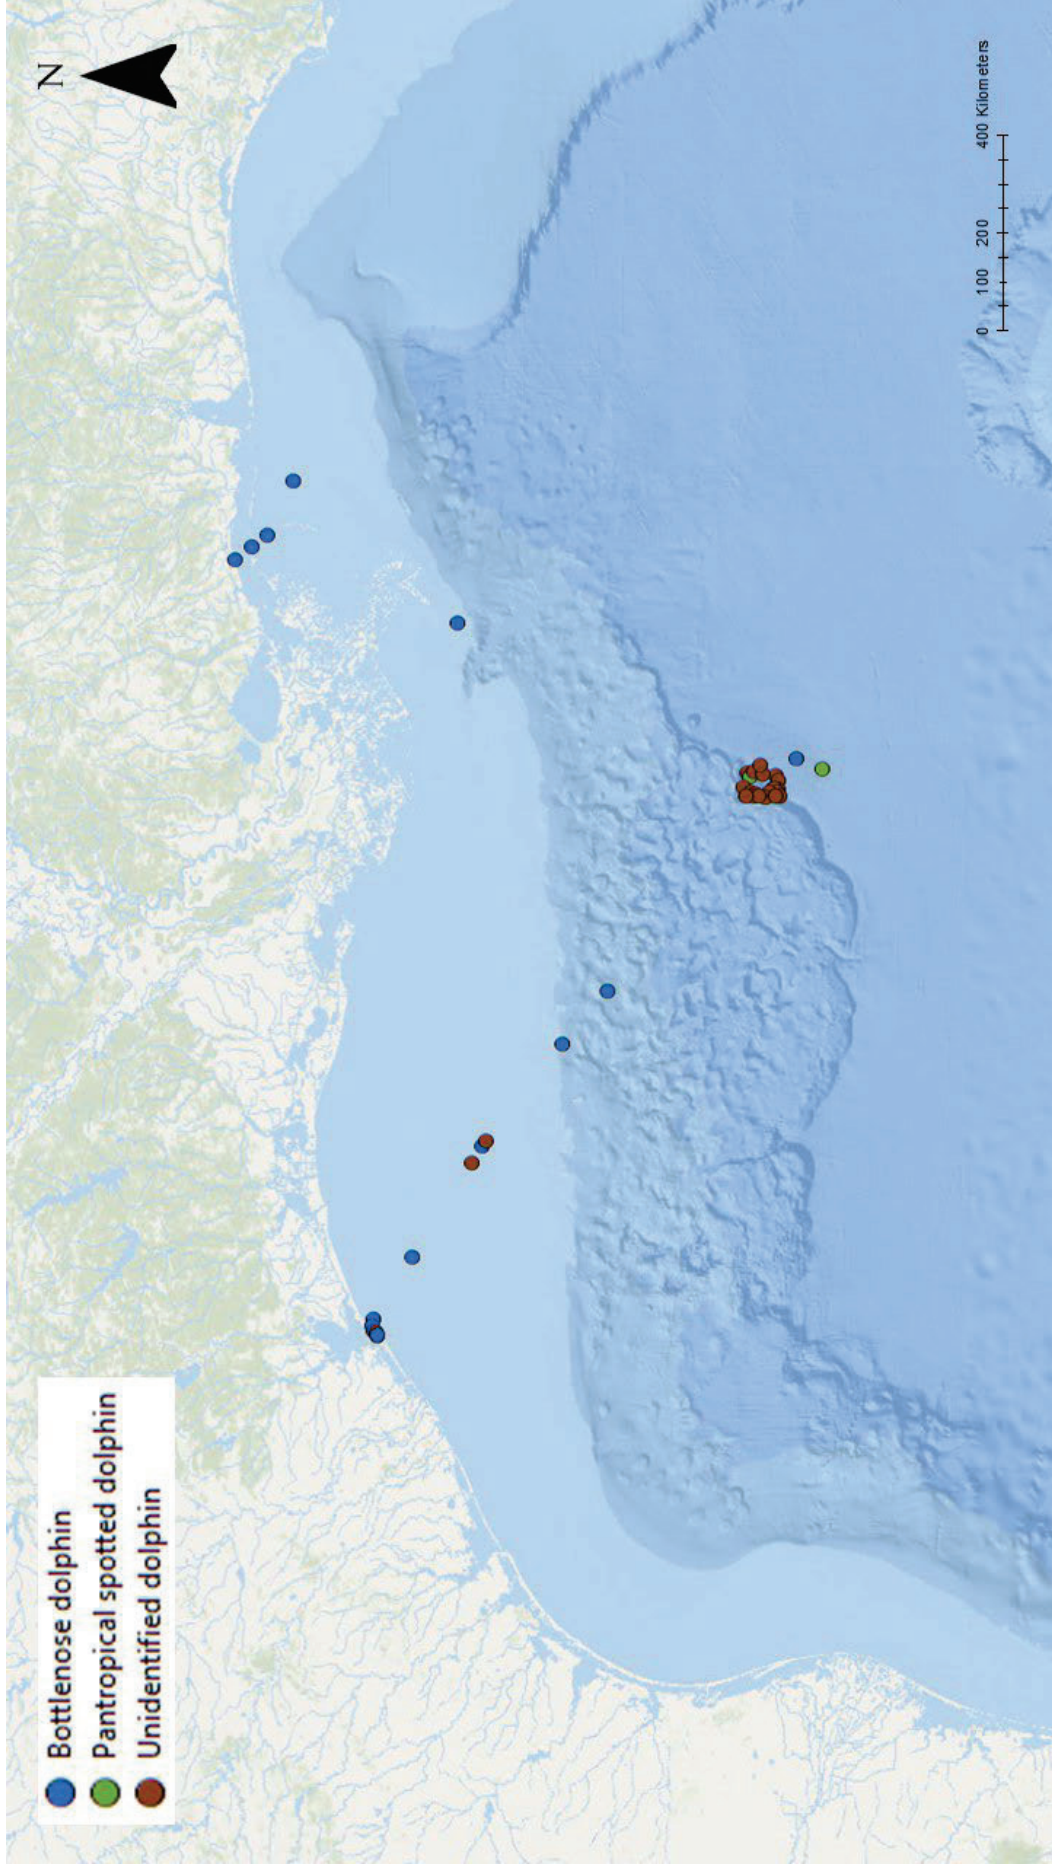 N
Bottlenose dolphin
Pantropical spotted dolphin
Unidentified dolphin
0 100 200 400 Kilometers